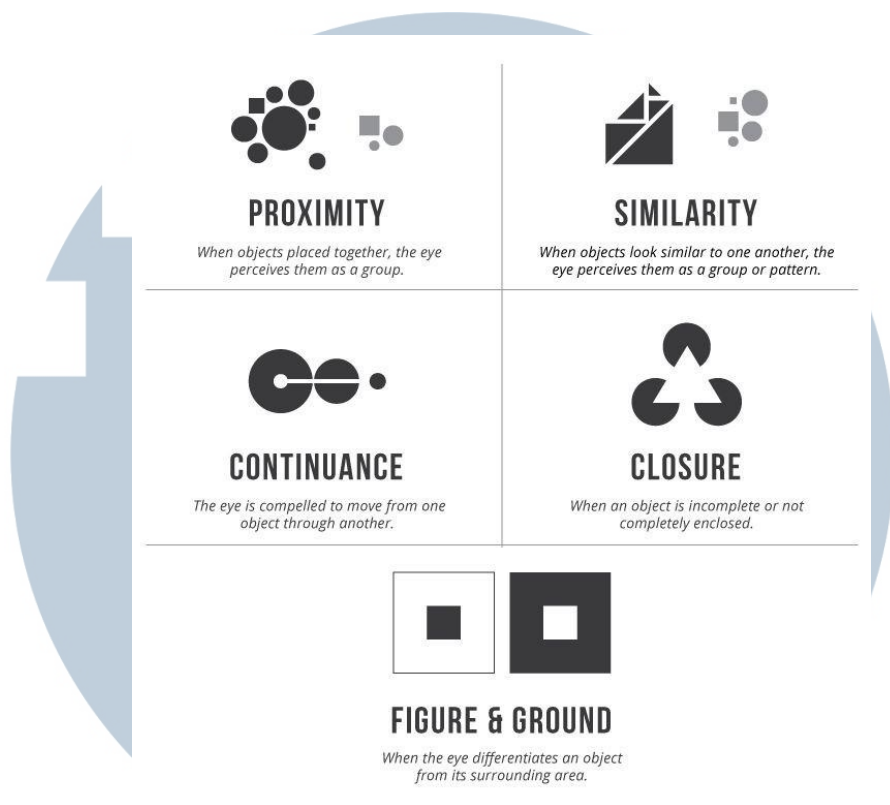 PROXIMITY
When objects placed together, the eye
perceives them as a group.
SIMILARITY
When objects look similar to one another, the
eye perceives them as a group or pattern.
CONTINUANCE
The eye is compelled to move from one
object through another.
CLOSURE
When an object is incomplete or not
completely enclosed.
FIGURE & GROUND
When the eye differentiates an object
from its surrounding area.